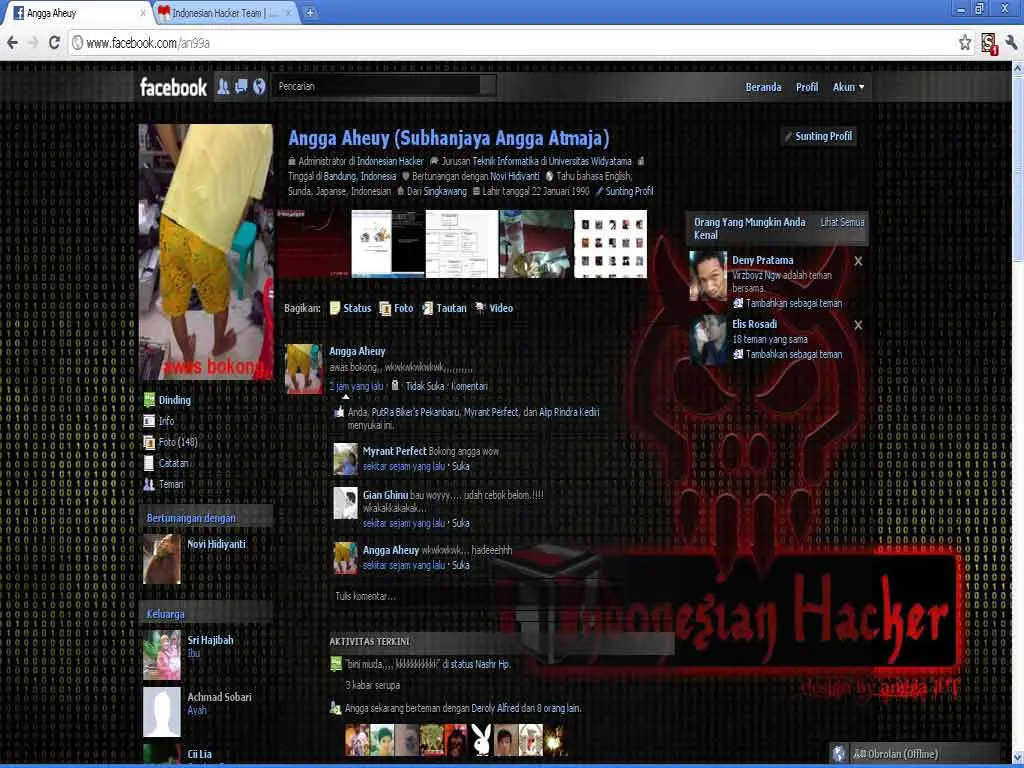 Angga Aheuy
Indonesian Hacker Team | ...
www.facebook.com/an99a
facebook
Pencarian
Beranda Profil Akun
awas bokong,,
Angga Aheuy (Subhanjaya Angga Atmaja)
Sunting Profil
Administrator di Indonesian Hacker Jurusan Teknik Informatika di Universitas Widyatama
Tinggal di Bandung, Indonesia Bertunangan dengan Novi Hidiyanti Tahu bahasa English,
Sunda, Japanse, Indonesian Dari Singkawang Lahir tanggal 22 Januari 1990 Sunting Profil
Bagikan: Status Foto Tautan Video
Orang Yang Mungkin Anda Kenal Lihat Semua
Deny Pratama
Virzboyz Ngw adalah teman
bersama.
Tambahkan sebagai teman
Elis Rosadi
18 teman yang sama
Tambahkan sebagai teman
Dinding
Info
Foto (148)
Catatan
Teman
Bertunangan dengan
Novi Hidiyanti
Keluarga
Sri Hajibah
Ibu
Achmad Sobari
Ayah
Cii Lia
Angga Aheuy
awas bokong,, wkwkwkwkwkwk,,,,,,,,,,
2 jam yang lalu · Tidak Suka · Komentari
Anda, PutRa Biker's Pekanbaru, Myrant Perfect, dan Alip Rindra Kediri
menyukai ini.
Myrant Perfect Bokong angga wow
sekitar sejam yang lalu · Suka
Gian Ghinu bau woyyy.... udah cebok belom.!!!!
wkakakkakakak...
sekitar sejam yang lalu · Suka
Angga Aheuy wkwkwkwk... hadeeehhh
sekitar sejam yang lalu · Suka
Tulis komentar...
AKTIVITAS TERKINI
"bini muda,,,, kkkkkkkkkkk" di status Nashr Hp.
3 kabar serupa
Angga sekarang berteman dengan Deroly Alfred dan 8 orang lain.
Indonesian Hacker
design by angga
Obrolan (Offline)